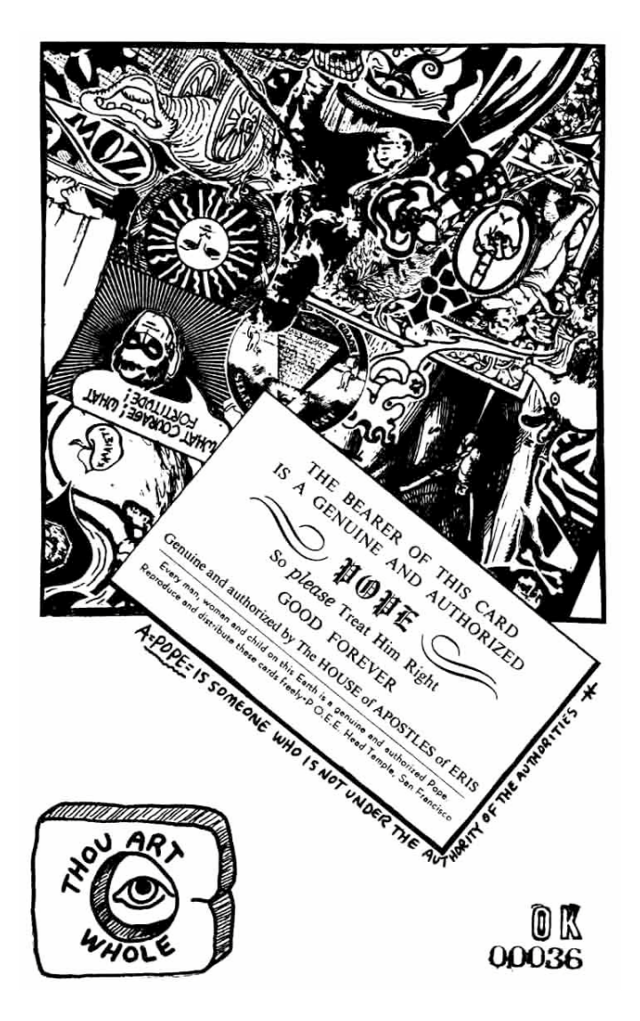 MOZ
WHAT COURAGE! WHAT
FORTITUDE!
THE BEARER OF THIS CARD
IS A GENUINE AND AUTHORIZED
POPE
So please Treat Him Right
GOOD FOREVER
Genuine and authorized by The HOUSE of APOSTLES of ERIS
Every man, woman and child on this Earth is a genuine and authorized Pope
Reproduce and distribute these cards freely-P.O.E.E. Head Temple, San Francisco
A=POPE=IS SOMEONE WHO IS NOT UNDER THE AUTHORITY OF THE AUTHORITIES *
THOU ART
WHOLE
OK
00036